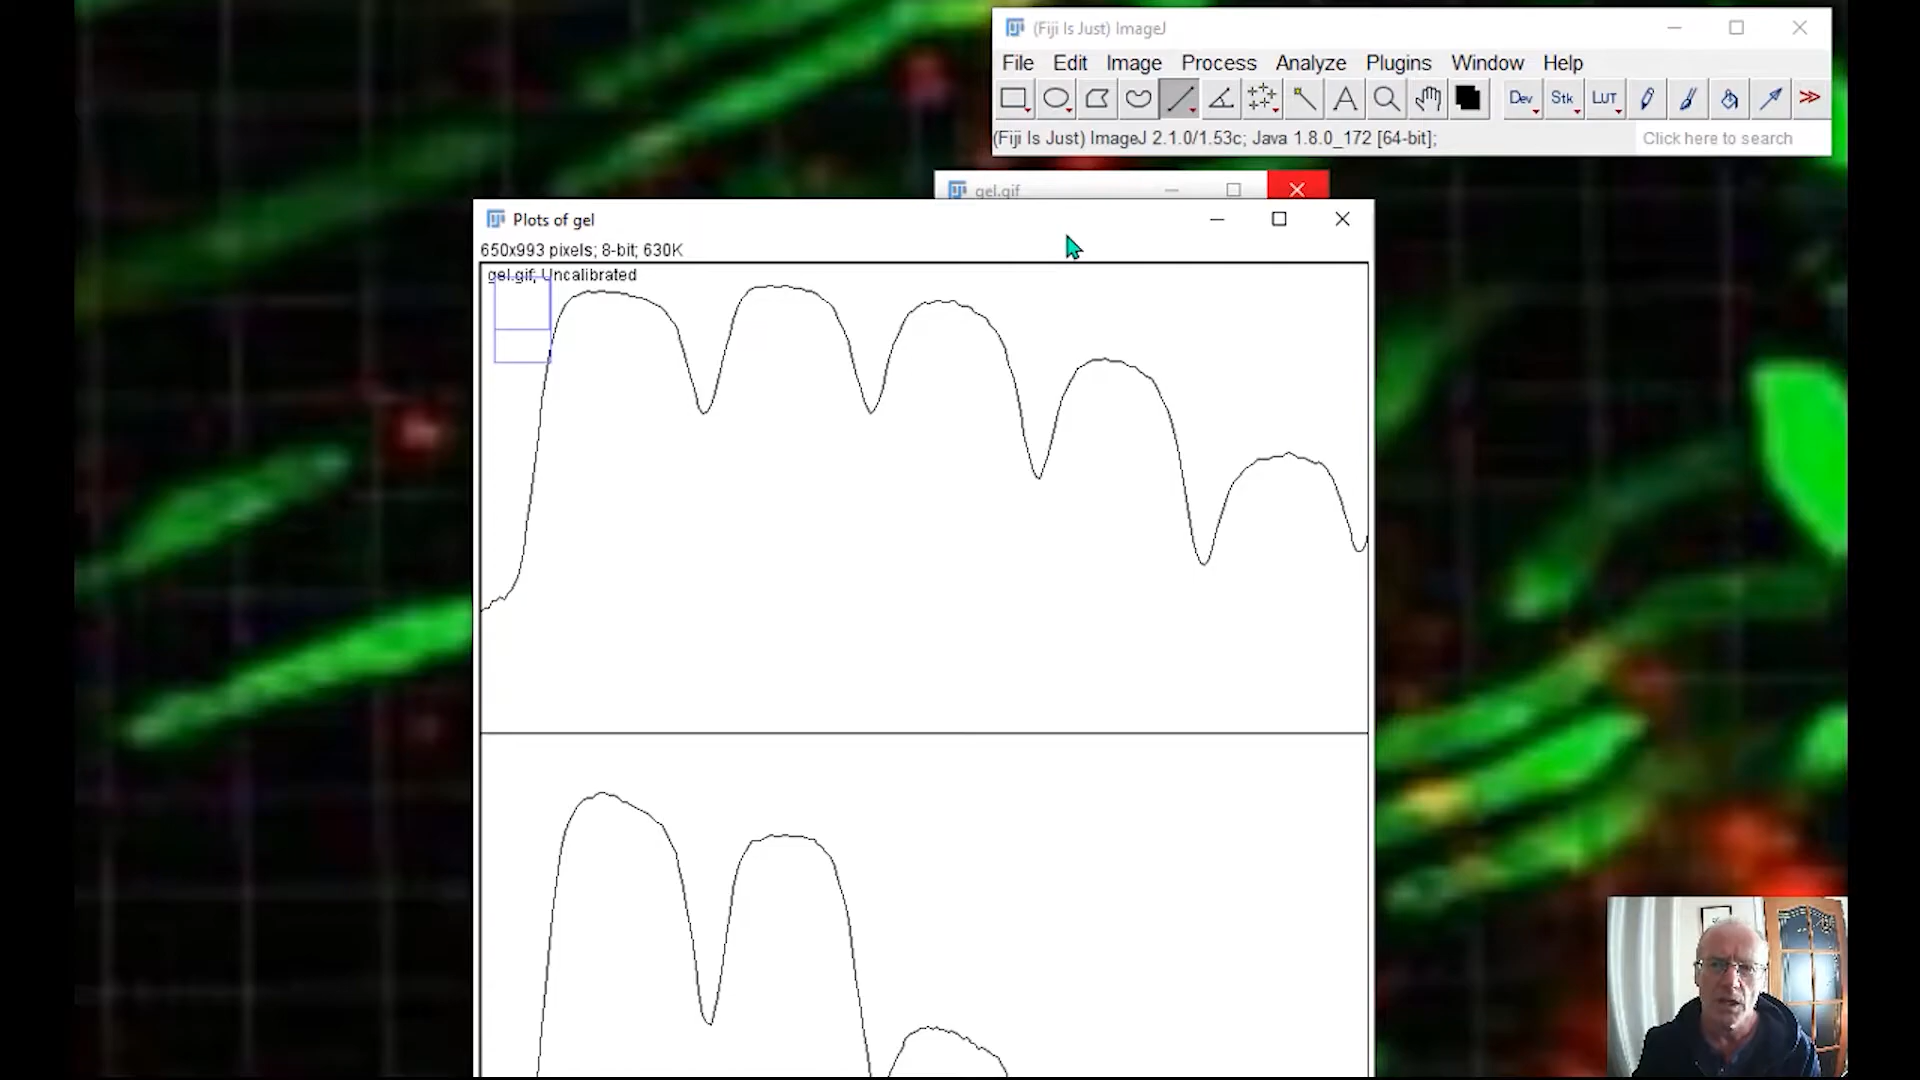 (Fiji Is Just) ImageJ
File Edit Image Process Analyze Plugins Window Help
Dev Stk LUT
(Fiji Is Just) ImageJ 2.1.0/1.53c; Java 1.8.0_172 [64-bit];
Click here to search
gel.gif
Plots of gel
650x993 pixels; 8-bit; 630K
gel.gif; Uncalibrated